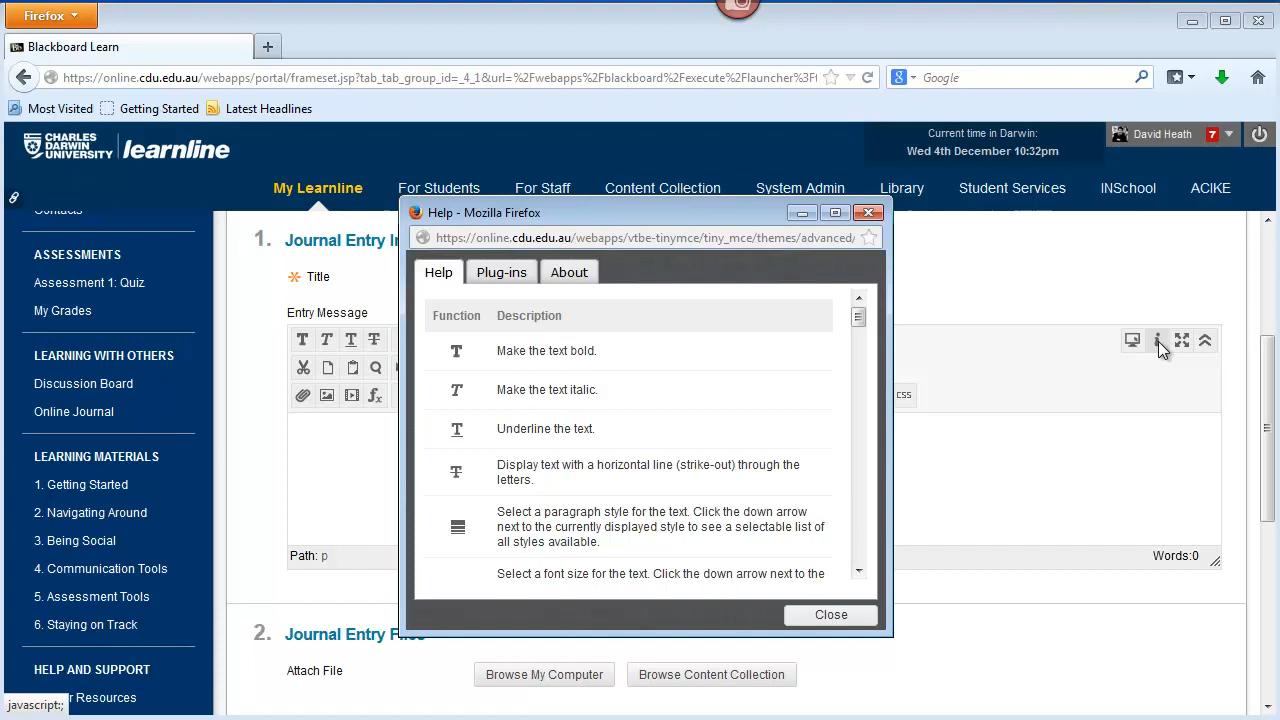 Firefox
Blackboard Learn
https://online.cdu.edu.au/webapps/portal/frameset.jsp?tab_tab_group_id=_4_1&url=%2Fwebapps%2Fblackboard%2Fexecute%2Flauncher%3F
Google
Most Visited
Getting Started
Latest Headlines
CHARLES DARWIN UNIVERSITY
learnline
Current time in Darwin:
Wed 4th December 10:32pm
David Heath
7
My Learnline
For Students
For Staff
Content Collection
System Admin
Library
Student Services
INSchool
ACIKE
Contacts
ASSESSMENTS
Assessment 1: Quiz
My Grades
LEARNING WITH OTHERS
Discussion Board
Online Journal
LEARNING MATERIALS
1. Getting Started
2. Navigating Around
3. Being Social
4. Communication Tools
5. Assessment Tools
6. Staying on Track
HELP AND SUPPORT
r Resources
javascript:;
1. Journal Entry In
Title
Entry Message
T T T T
css
Path: p
Words:0
2. Journal Entry Files
Attach File
Browse My Computer
Browse Content Collection
Help - Mozilla Firefox
https://online.cdu.edu.au/webapps/vtbe-tinymce/tiny_mce/themes/advanced/
Help
Plug-ins
About
Function Description
T Make the text bold.
T Make the text italic.
T Underline the text.
T Display text with a horizontal line (strike-out) through the
letters.
Select a paragraph style for the text. Click the down arrow
next to the currently displayed style to see a selectable list of
all styles available.
Select a font size for the text. Click the down arrow next to the
Close